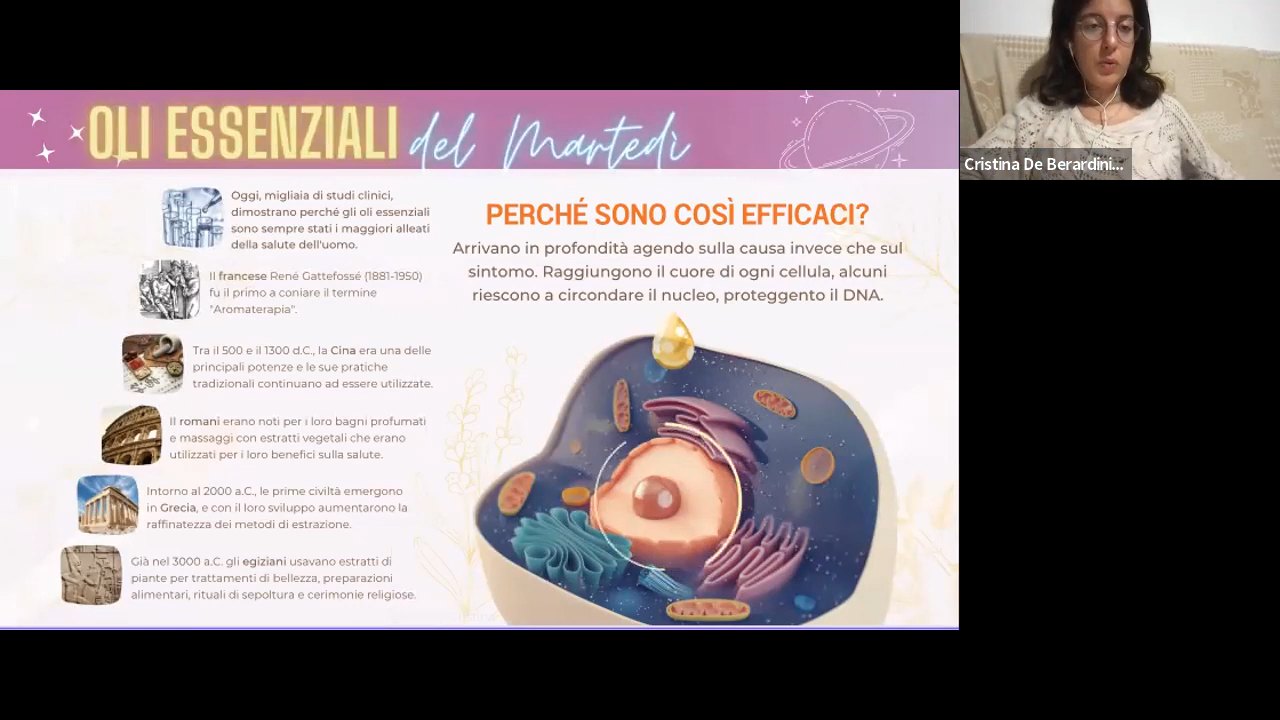 OLI ESSENZIALI del Martedì
Oggi, migliaia di studi clinici,
dimostrano perché gli oli essenziali
sono sempre stati i maggiori alleati
della salute dell'uomo.
Il francese René Gattefossé (1881-1950)
fu il primo a coniare il termine
"Aromaterapia".
Tra il 500 e il 1300 d.C., la Cina era una delle
principali potenze e le sue pratiche
tradizionali continuano ad essere utilizzate.
Il romani erano noti per i loro bagni profumati
e massaggi con estratti vegetali che erano
utilizzati per i loro benefici sulla salute.
Intorno al 2000 a.C., le prime civiltà emergono
in Grecia, e con il loro sviluppo aumentarono la
raffinatezza dei metodi di estrazione.
Già nel 3000 a.C. gli egiziani usavano estratti di
piante per trattamenti di bellezza, preparazioni
alimentari, rituali di sepoltura e cerimonie religiose.
PERCHÉ SONO COSÌ EFFICACI?
Arrivano in profondità agendo sulla causa invece che sul
sintomo. Raggiungono il cuore di ogni cellula, alcuni
riescono a circondare il nucleo, proteggento il DNA.
Cristina De Berardini...